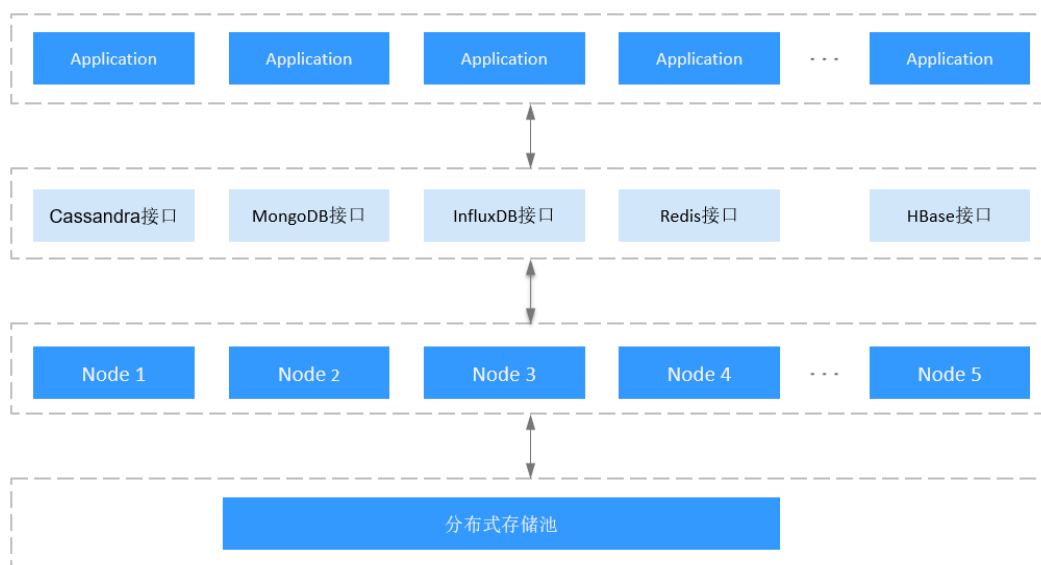 Application Application Application Application ··· Application
Cassandra接口 MongoDB接口 InfluxDB接口 Redis接口 HBase接口
Node 1 Node 2 Node 3 Node 4 ··· Node 5
分布式存储池